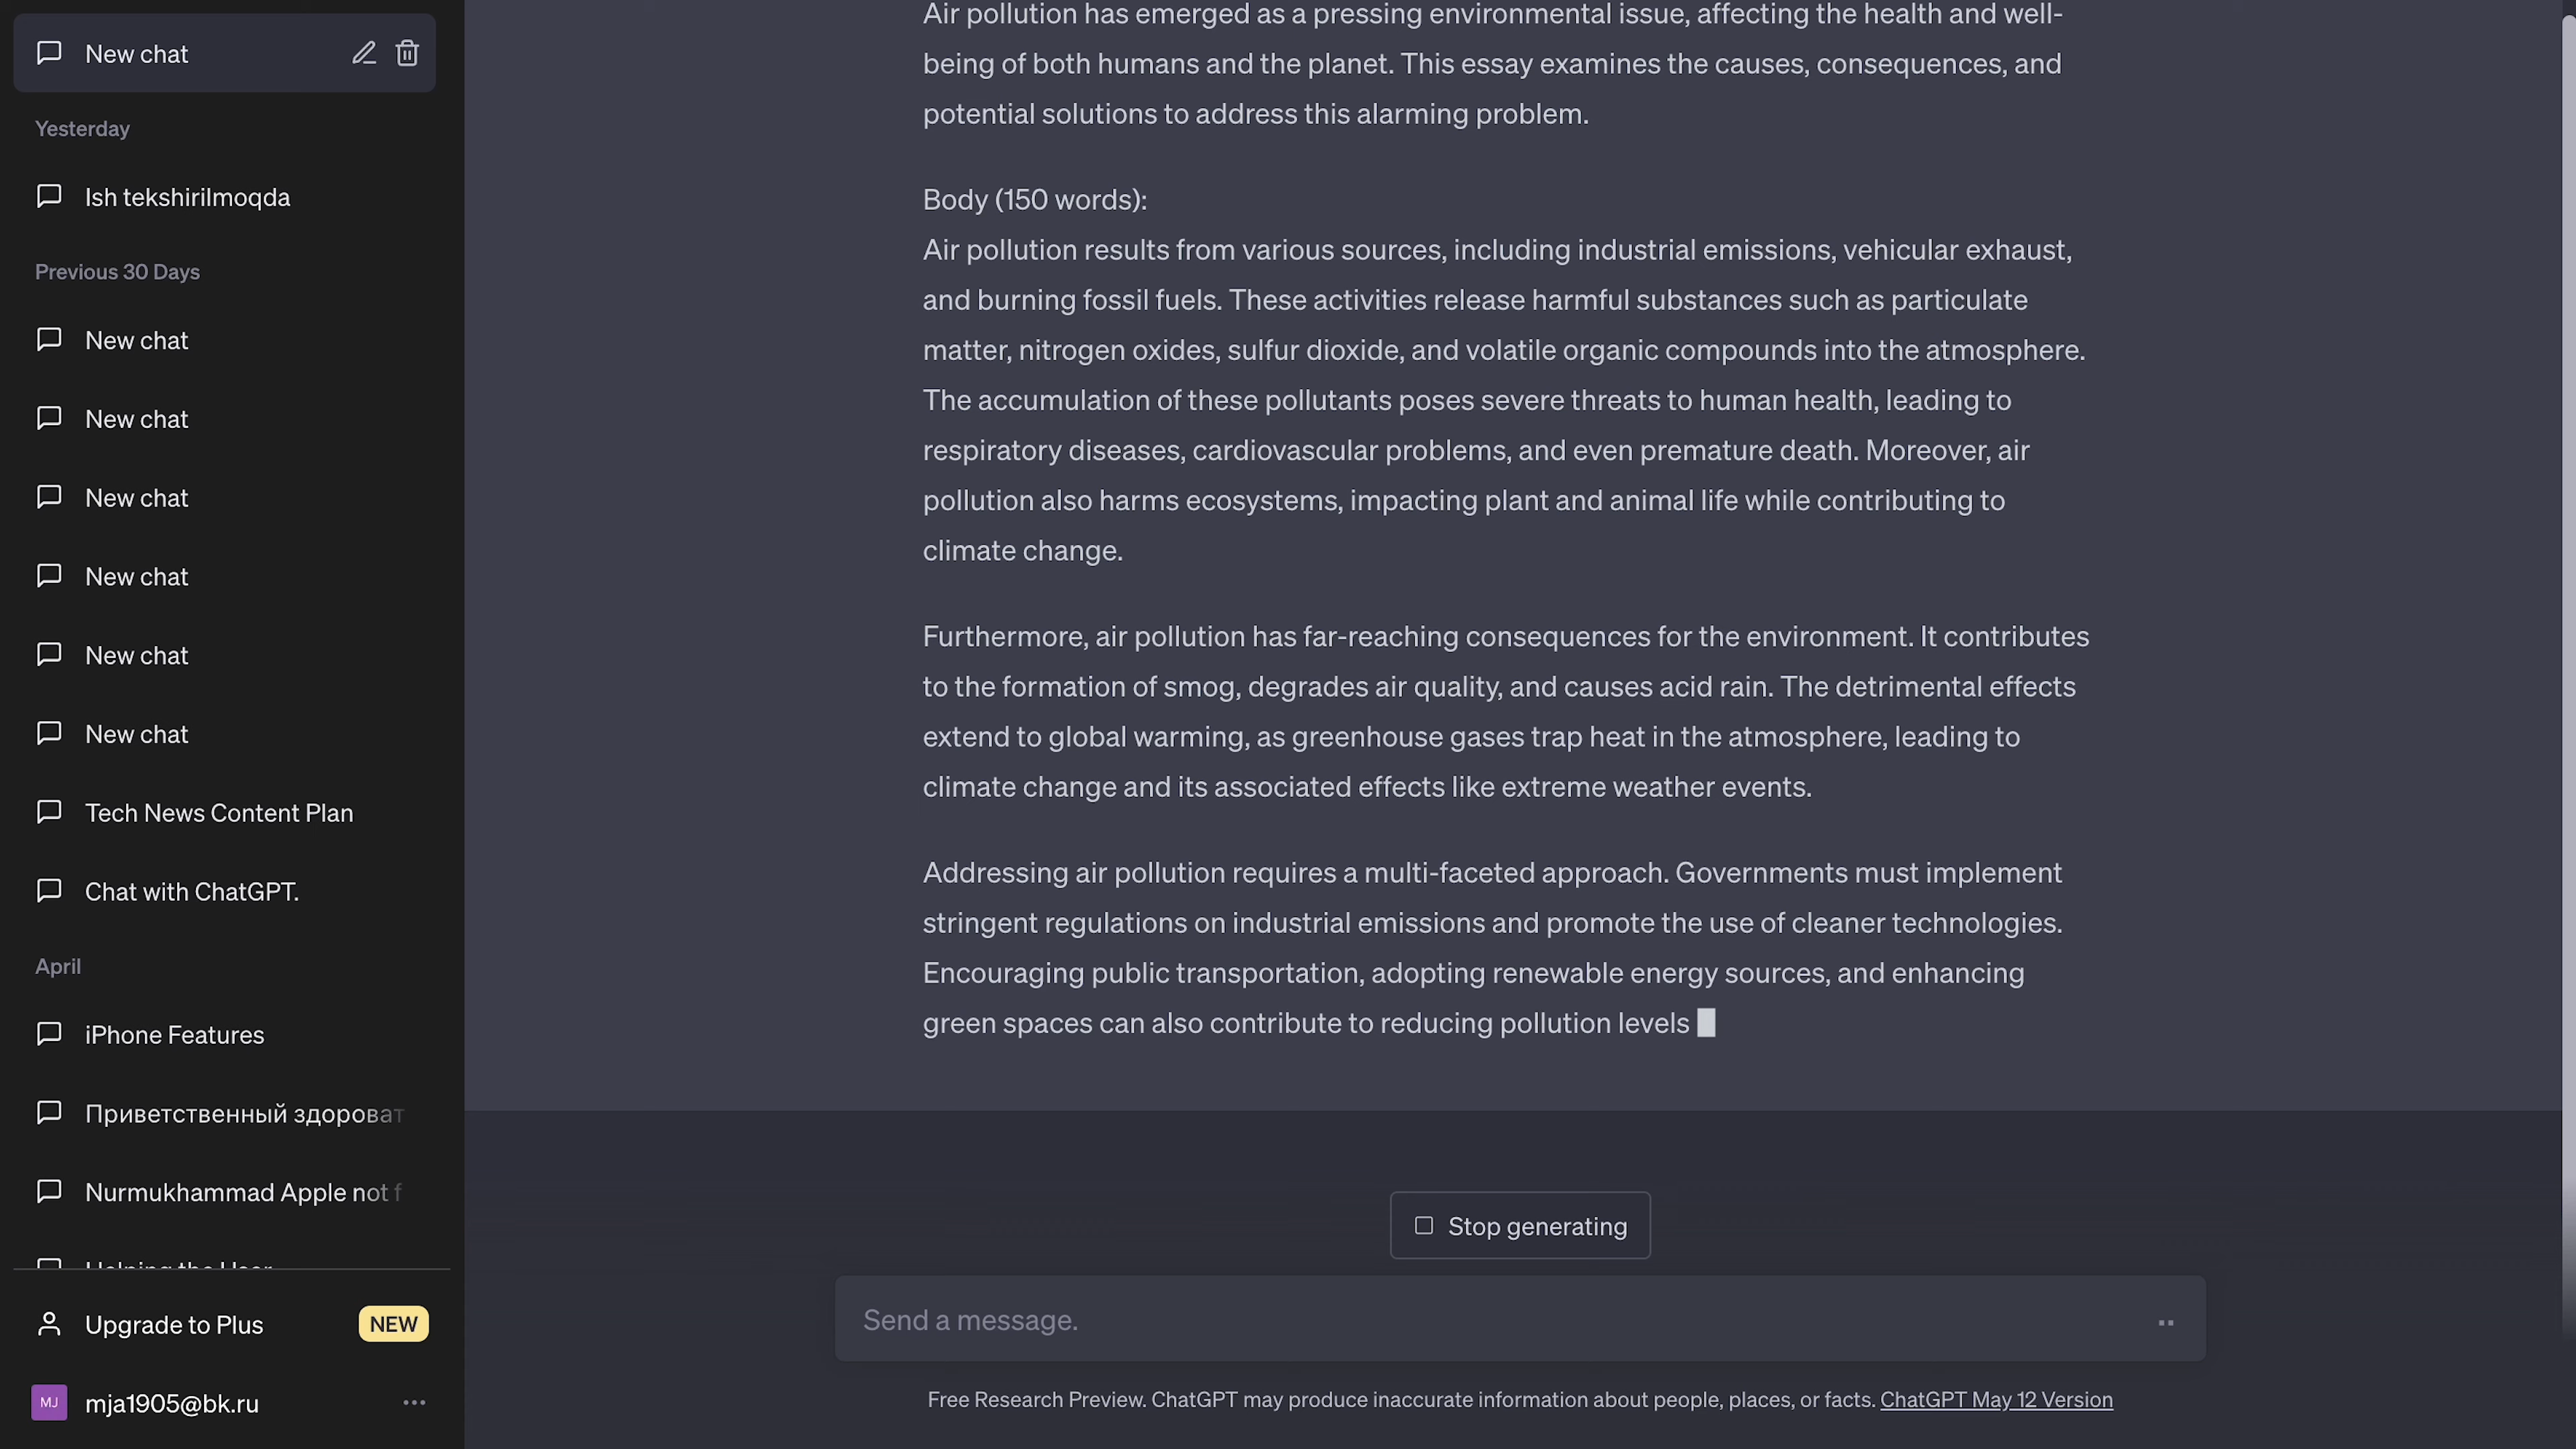 New chat
Yesterday
Ish tekshirilmoqda
Previous 30 Days
New chat
New chat
New chat
New chat
New chat
New chat
Tech News Content Plan
Chat with ChatGPT.
April
iPhone Features
Приветственный здороват
Nurmukhammad Apple not f
Helping the User
Upgrade to Plus
NEW
MJ
mja1905@bk.ru
Air pollution has emerged as a pressing environmental issue, affecting the health and well-
being of both humans and the planet. This essay examines the causes, consequences, and
potential solutions to address this alarming problem.
Body (150 words):
Air pollution results from various sources, including industrial emissions, vehicular exhaust,
and burning fossil fuels. These activities release harmful substances such as particulate
matter, nitrogen oxides, sulfur dioxide, and volatile organic compounds into the atmosphere.
The accumulation of these pollutants poses severe threats to human health, leading to
respiratory diseases, cardiovascular problems, and even premature death. Moreover, air
pollution also harms ecosystems, impacting plant and animal life while contributing to
climate change.
Furthermore, air pollution has far-reaching consequences for the environment. It contributes
to the formation of smog, degrades air quality, and causes acid rain. The detrimental effects
extend to global warming, as greenhouse gases trap heat in the atmosphere, leading to
climate change and its associated effects like extreme weather events.
Addressing air pollution requires a multi-faceted approach. Governments must implement
stringent regulations on industrial emissions and promote the use of cleaner technologies.
Encouraging public transportation, adopting renewable energy sources, and enhancing
green spaces can also contribute to reducing pollution levels
Stop generating
Send a message.
Free Research Preview. ChatGPT may produce inaccurate information about people, places, or facts. ChatGPT May 12 Version